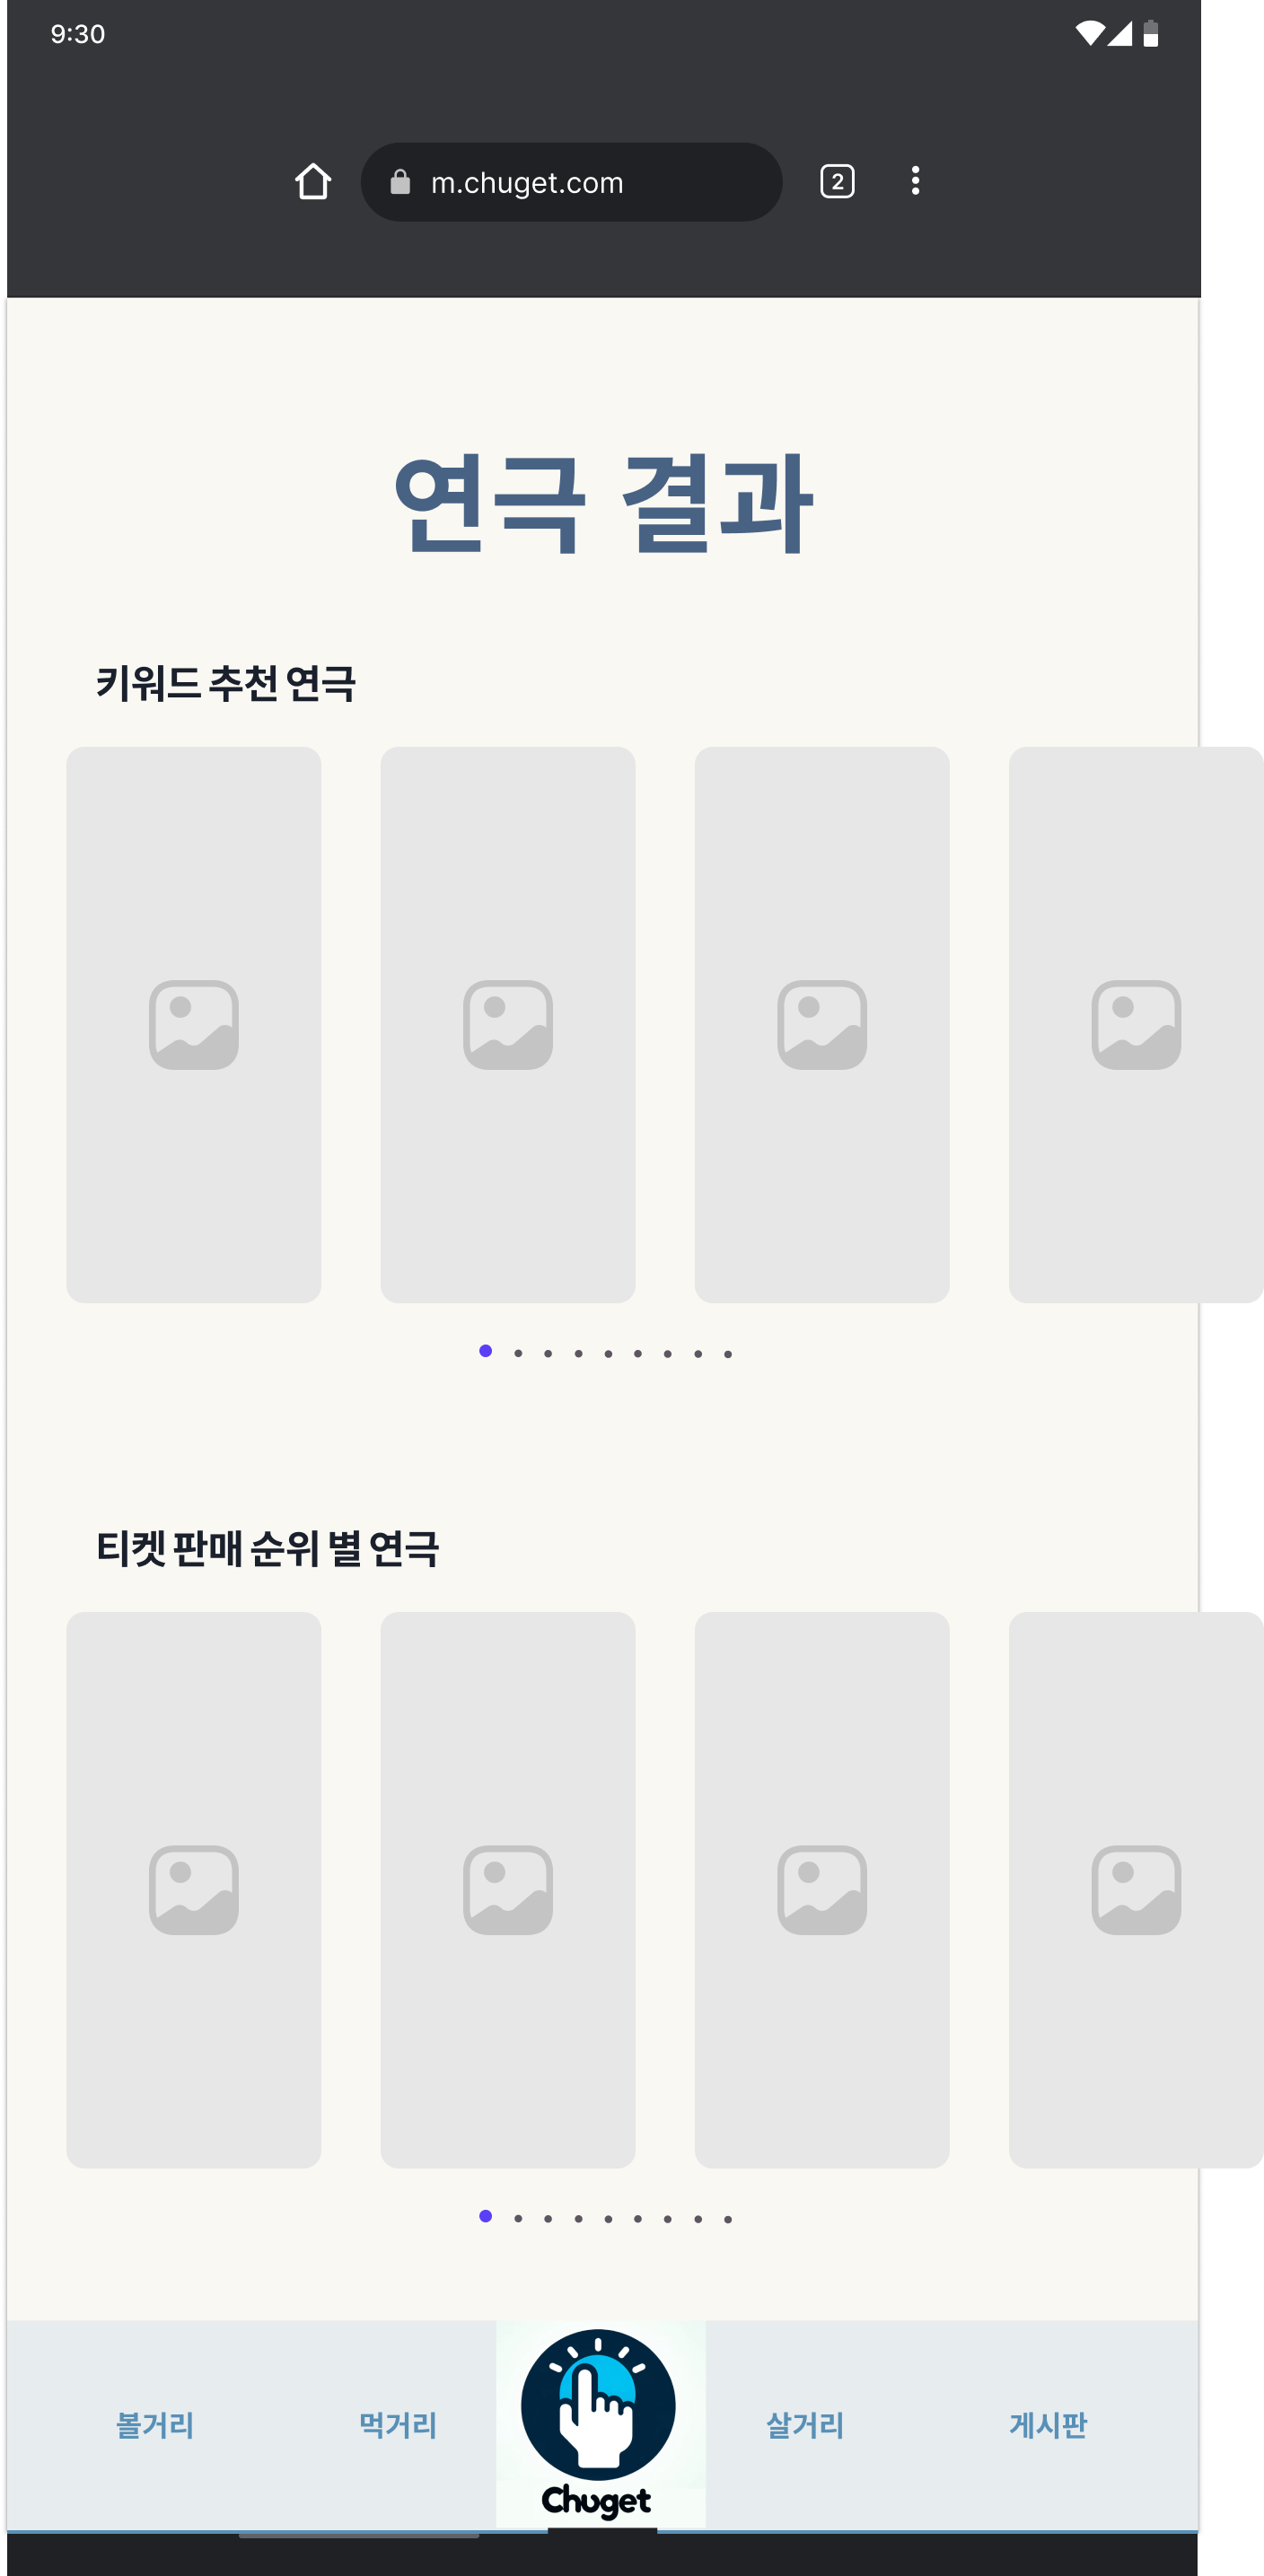 9:30
m.chuget.com
2
연극 결과
키워드 추천 연극
티켓 판매 순위 별 연극
볼거리
먹거리
Chuget
살거리
게시판